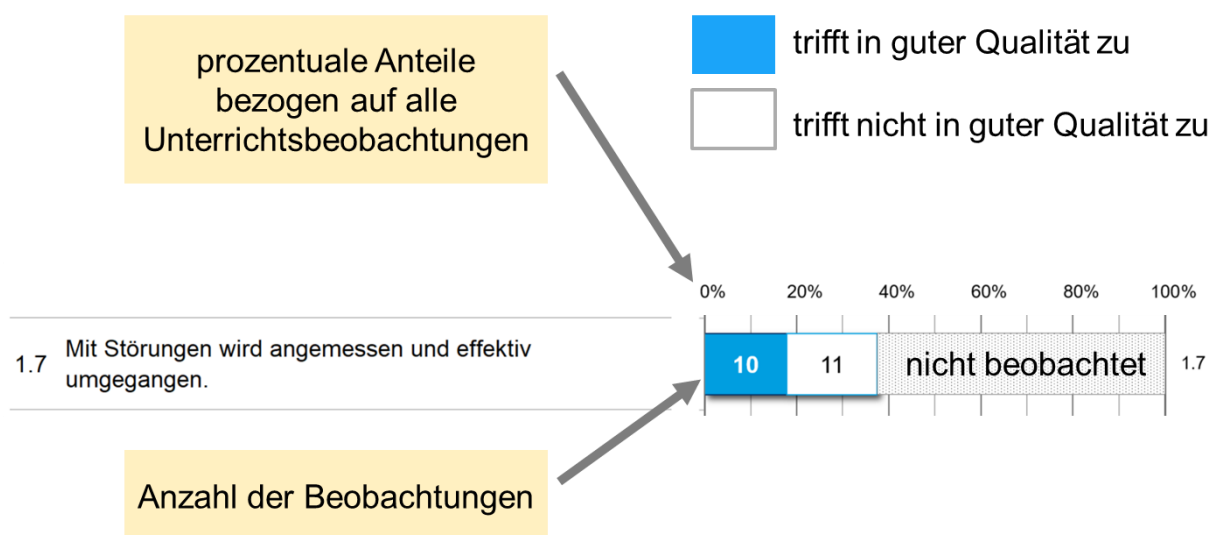 prozentuale Anteile
bezogen auf alle
Unterrichtsbeobachtungen
trifft in guter Qualität zu
trifft nicht in guter Qualität zu
0% 20% 40% 60% 80% 100%
1.7 Mit Störungen wird angemessen und effektiv
umgegangen.
10 11 nicht beobachtet 1.7
Anzahl der Beobachtungen